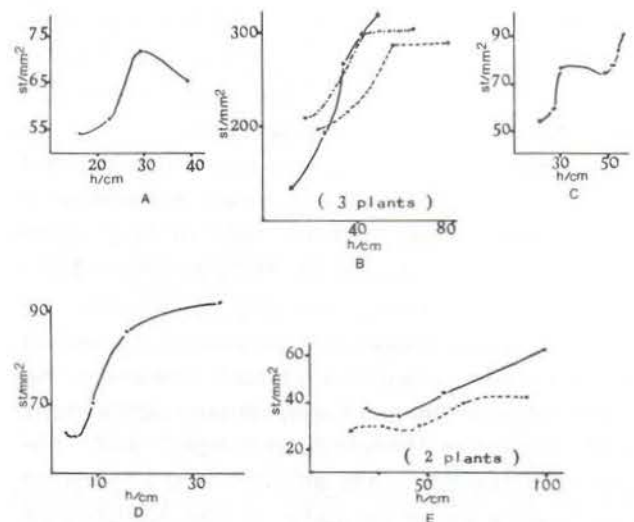 75
65
55
st/mm²
20 30 40
h/cm
A
300
200
st/mm²
( 3 plants )
40 80
h/cm
B
90
70
50
st/mm²
30 50
h/cm
C
90
70
st/mm²
10 30
h/cm
D
60
40
20
st/mm²
( 2 plants )
50 100
h/cm
E